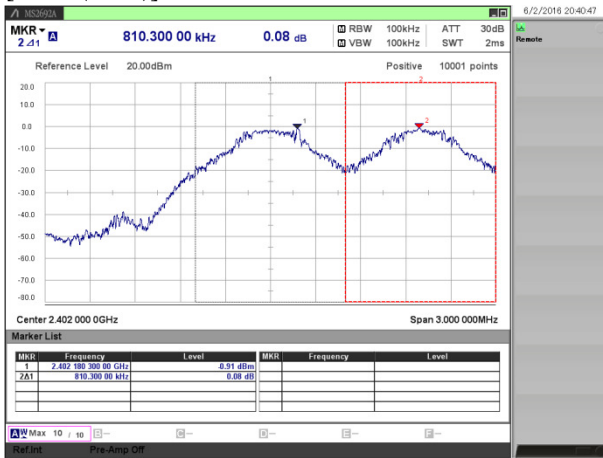 MS2692A
6/2/2016 20:40:47
MKR
2⊿1
A
810.300 00 kHz
0.08 dB
RBW 100kHz ATT 30dB
VBW 100kHz SWT 2ms
Remote
Reference Level 20.00dBm Positive 10001 points
1
2
20.0
10.0
0.0
1
2
-10.0
-20.0
-30.0
-40.0
-50.0
-60.0
-70.0
-80.0
Center 2.402 000 0GHz Span 3.000 000MHz
Marker List
MKR Frequency Level MKR Frequency Level
1 2.402 180 300 00 GHz -0.91 dBm
2Δ1 810.300 00 kHz 0.08 dB
A W Max 10 / 10 B-- C-- D-- E-- F--
Ref.Int Pre-Amp Off